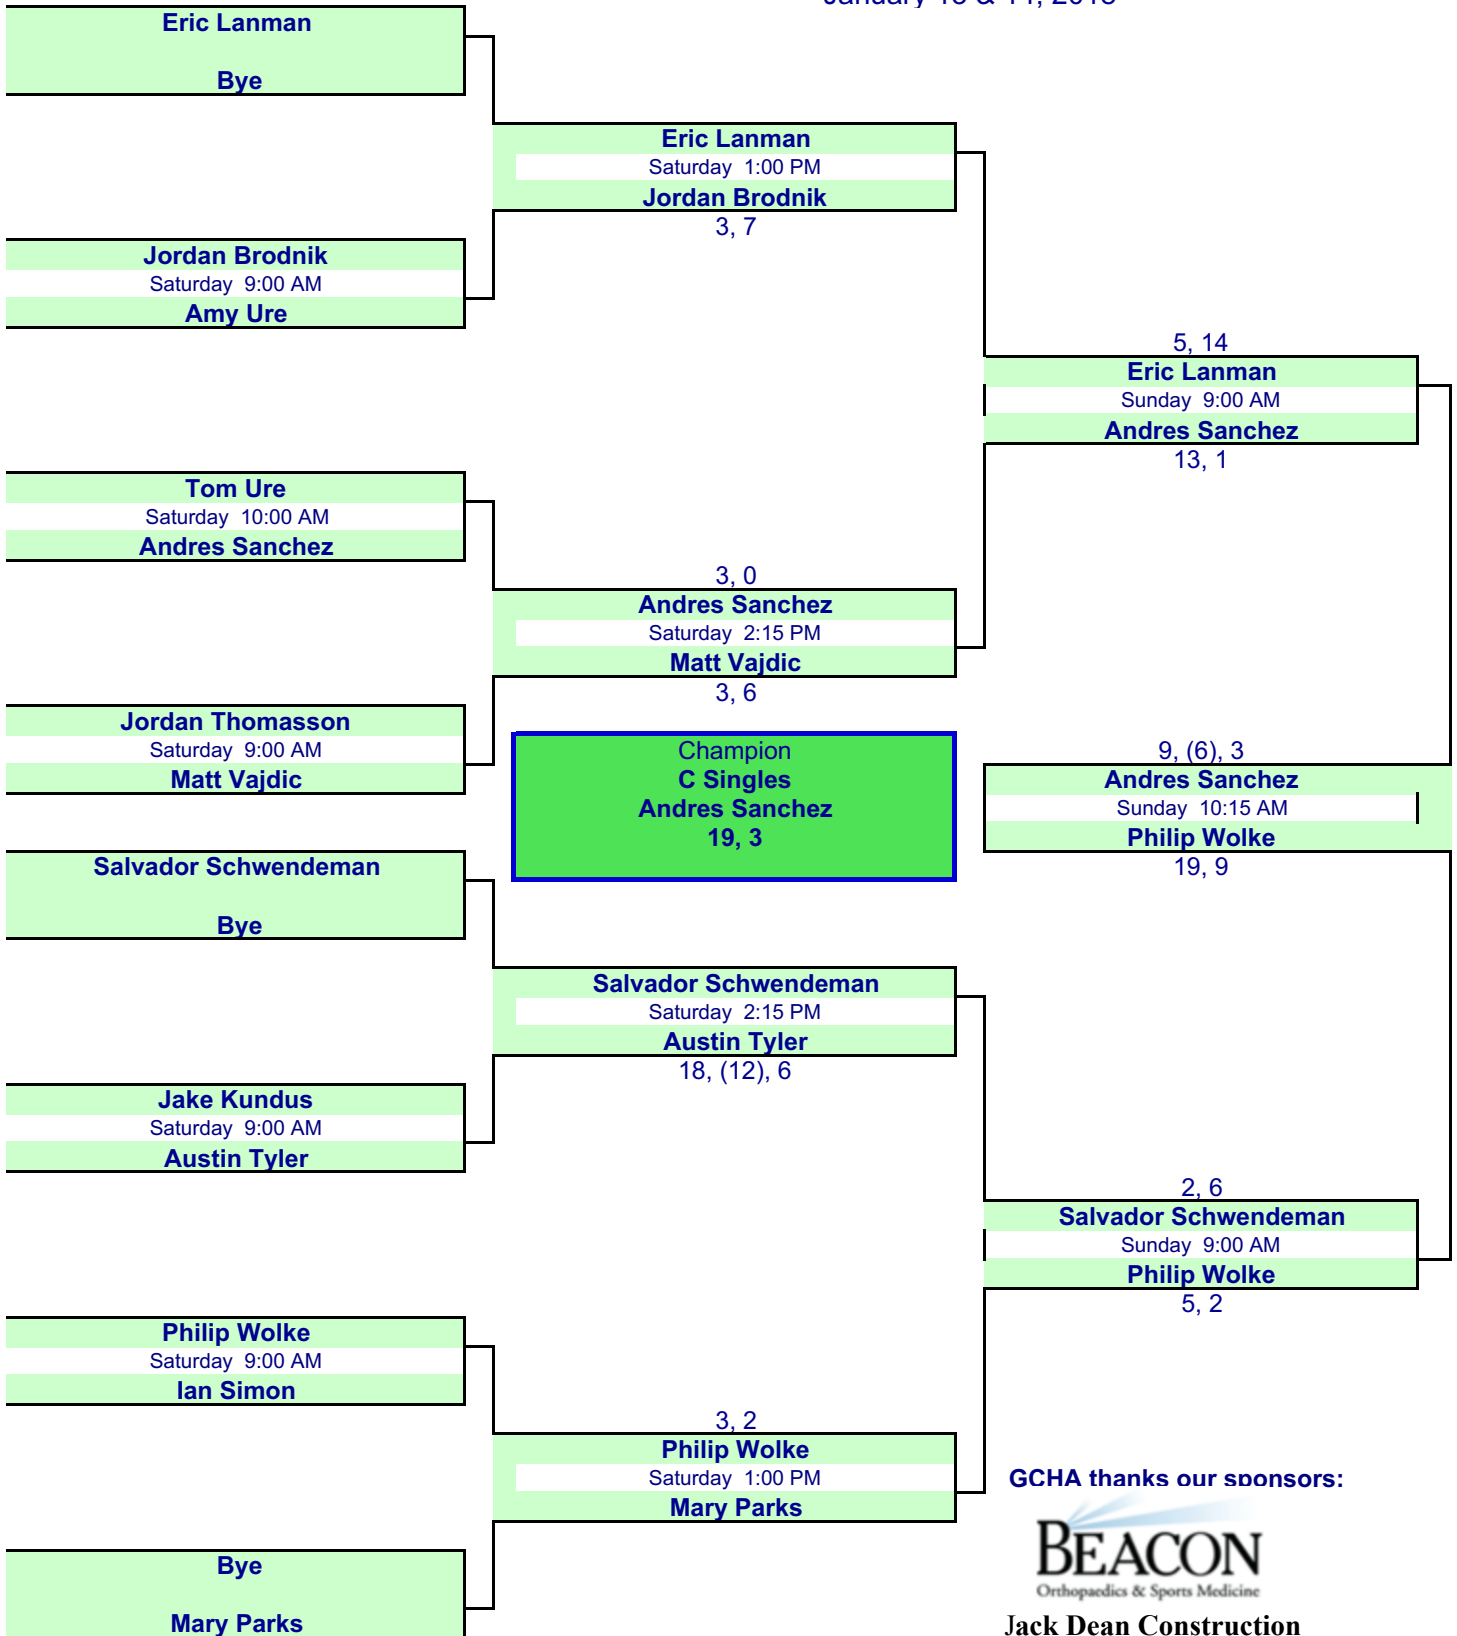 Eric Lanman
Bye
Eric Lanman
Saturday 1:00 PM
Jordan Brodnik
3, 7
Jordan Brodnik
Saturday 9:00 AM
Amy Ure
5, 14
Eric Lanman
Sunday 9:00 AM
Andres Sanchez
13, 1
Tom Ure
Saturday 10:00 AM
Andres Sanchez
3, 0
Andres Sanchez
Saturday 2:15 PM
Matt Vajdic
3, 6
Jordan Thomasson
Saturday 9:00 AM
Matt Vajdic
Champion
C Singles
Andres Sanchez
19, 3
9, (6), 3
Andres Sanchez
Sunday 10:15 AM
Philip Wolke
19, 9
Salvador Schwendeman
Bye
Salvador Schwendeman
Saturday 2:15 PM
Austin Tyler
18, (12), 6
Jake Kundus
Saturday 9:00 AM
Austin Tyler
2, 6
Salvador Schwendeman
Sunday 9:00 AM
Philip Wolke
5, 2
Philip Wolke
Saturday 9:00 AM
Ian Simon
3, 2
Philip Wolke
Saturday 1:00 PM
Mary Parks
Bye
Mary Parks
GCHA thanks our sponsors:
BEACON
Orthopaedics & Sports Medicine
Jack Dean Construction